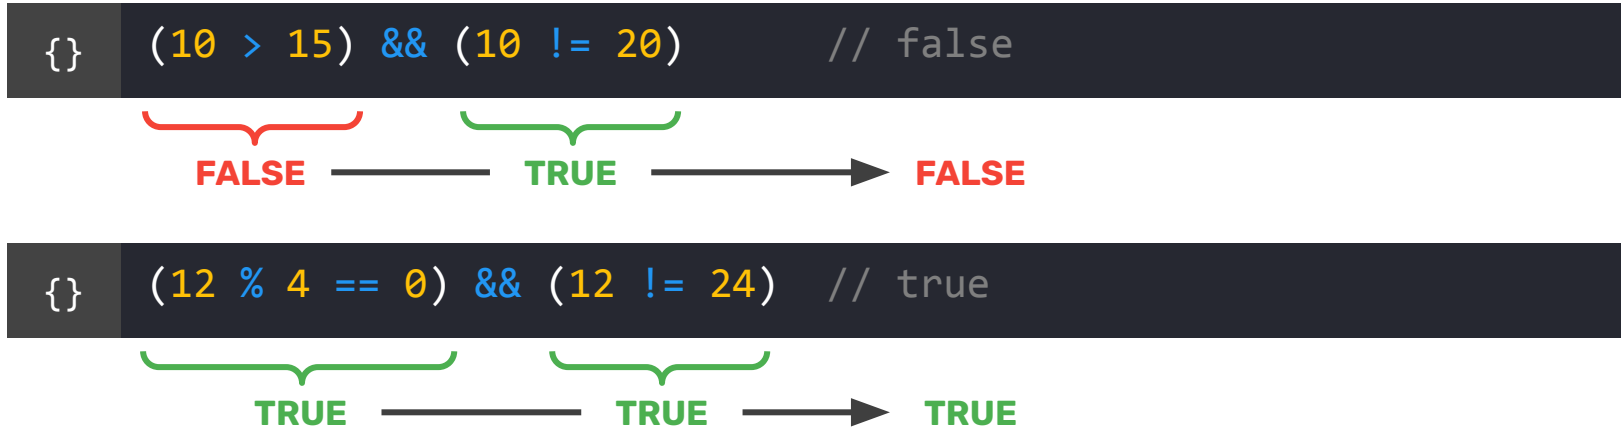 {} (10 > 15) && (10 != 20) // false
FALSE TRUE FALSE
{} (12 % 4 == 0) && (12 != 24) // true
TRUE TRUE TRUE